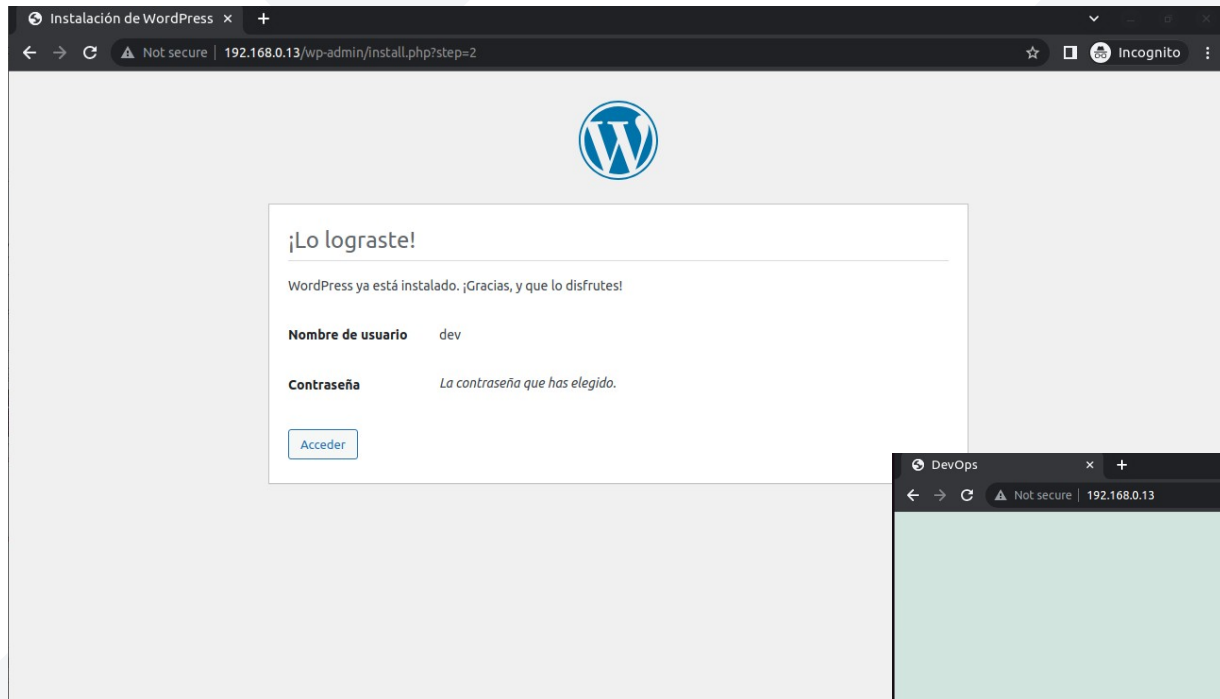 Instalación de WordPress
Not secure | 192.168.0.13/wp-admin/install.php?step=2
Incognito
W
¡Lo lograste!
WordPress ya está instalado. ¡Gracias, y que lo disfrutes!
Nombre de usuario dev
Contraseña La contraseña que has elegido.
Acceder
DevOps
Not secure | 192.168.0.13